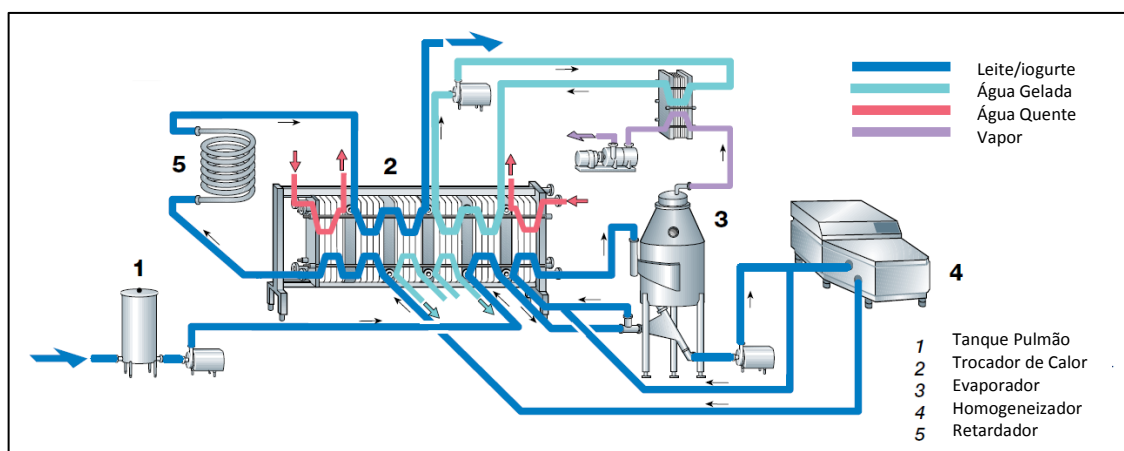 Leite/iogurte
Água Gelada
Água Quente
Vapor
5
2
3
1
4
1 Tanque Pulmão
2 Trocador de Calor
3 Evaporador
4 Homogeneizador
5 Retardador